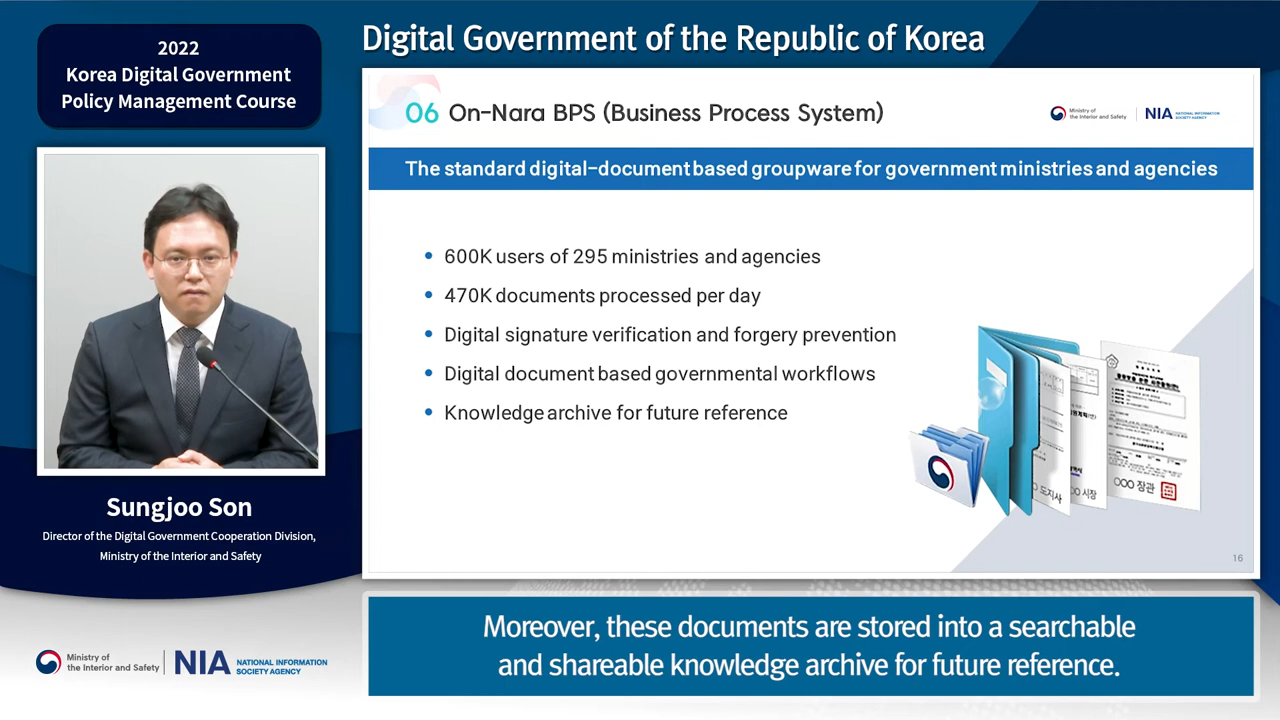 2022
Korea Digital Government
Policy Management Course
Digital Government of the Republic of Korea
06 On-Nara BPS (Business Process System)
Ministry of
the Interior and Safety
NIA NATIONAL INFORMATION
SOCIETY AGENCY
The standard digital-document based groupware for government ministries and agencies
600K users of 295 ministries and agencies
470K documents processed per day
Digital signature verification and forgery prevention
Digital document based governmental workflows
Knowledge archive for future reference
도지사
OO 시장
OOO 장관
16
Sungjoo Son
Director of the Digital Government Cooperation Division,
Ministry of the Interior and Safety
Ministry of
the Interior and Safety
NIA NATIONAL INFORMATION
SOCIETY AGENCY
Moreover, these documents are stored into a searchable
and shareable knowledge archive for future reference.